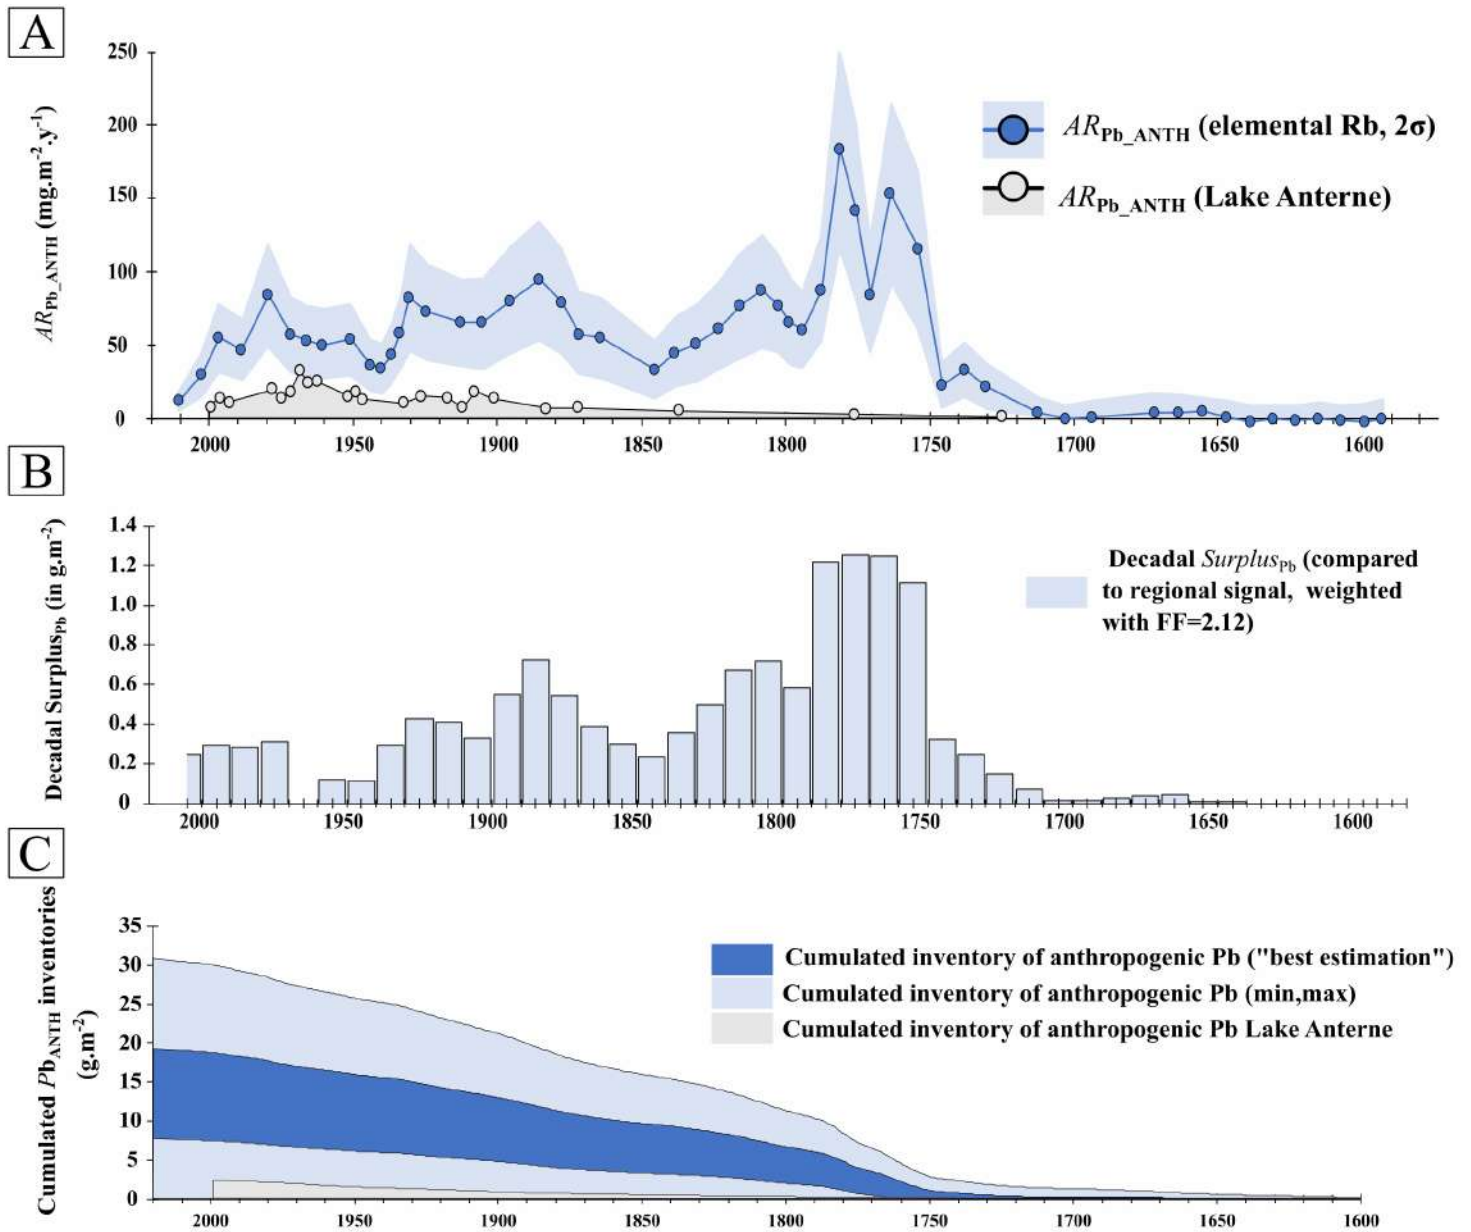 A
250
200
150
100
50
0
AR_Pb_ANTH (mg.m⁻².y⁻¹)
AR_Pb_ANTH (elemental Rb, 2σ)
AR_Pb_ANTH (Lake Anterne)
2000 1950 1900 1850 1800 1750 1700 1650 1600
B
1.4
1.2
1.0
0.8
0.6
0.4
0.2
0
Decadal Surplus_Pb (in g.m⁻²)
Decadal Surplus_Pb (compared
to regional signal, weighted
with FF=2.12)
2000 1950 1900 1850 1800 1750 1700 1650 1600
C
35
30
25
20
15
10
5
0
Cumulated Pb_ANTH inventories
(g.m⁻²)
Cumulated inventory of anthropogenic Pb ("best estimation")
Cumulated inventory of anthropogenic Pb (min,max)
Cumulated inventory of anthropogenic Pb Lake Anterne
2000 1950 1900 1850 1800 1750 1700 1650 1600